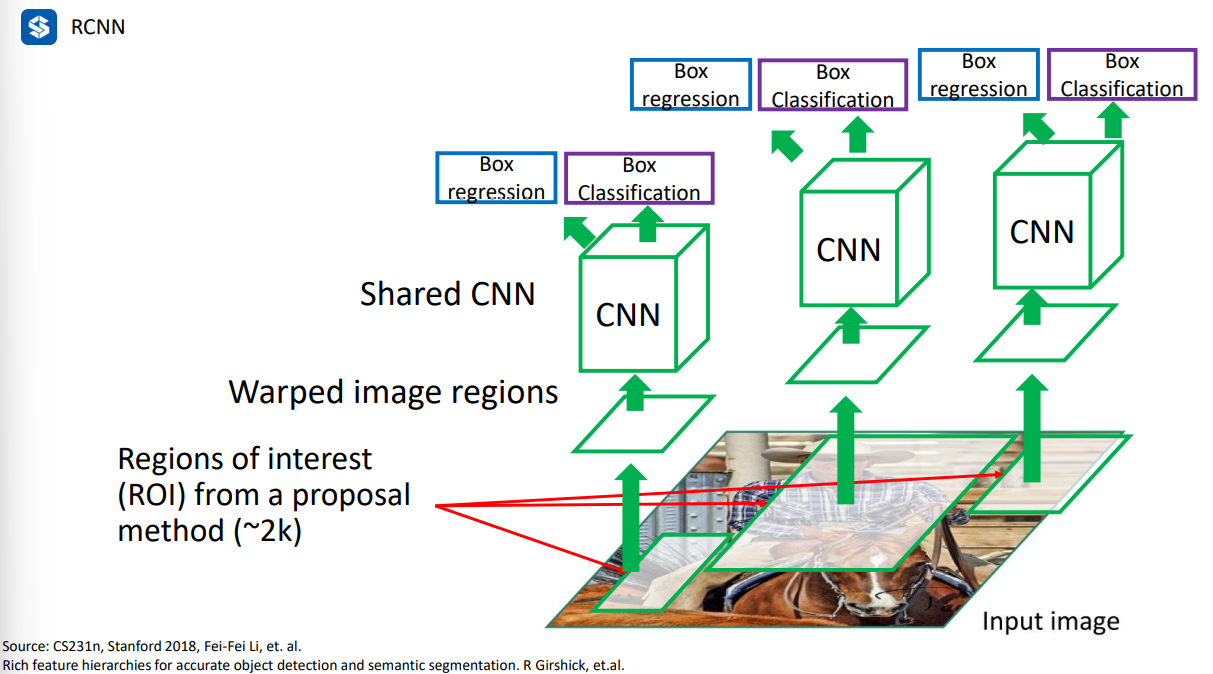 RCNN
Box
regression
Box
Classification
Box
regression
Box
Classification
Box
regression
Box
Classification
CNN
CNN
Shared CNN
CNN
Warped image regions
Regions of interest
(ROI) from a proposal
method (~2k)
Input image
Source: CS231n, Stanford 2018, Fei-Fei Li, et. al.
Rich feature hierarchies for accurate object detection and semantic segmentation. R Girshick, et.al.